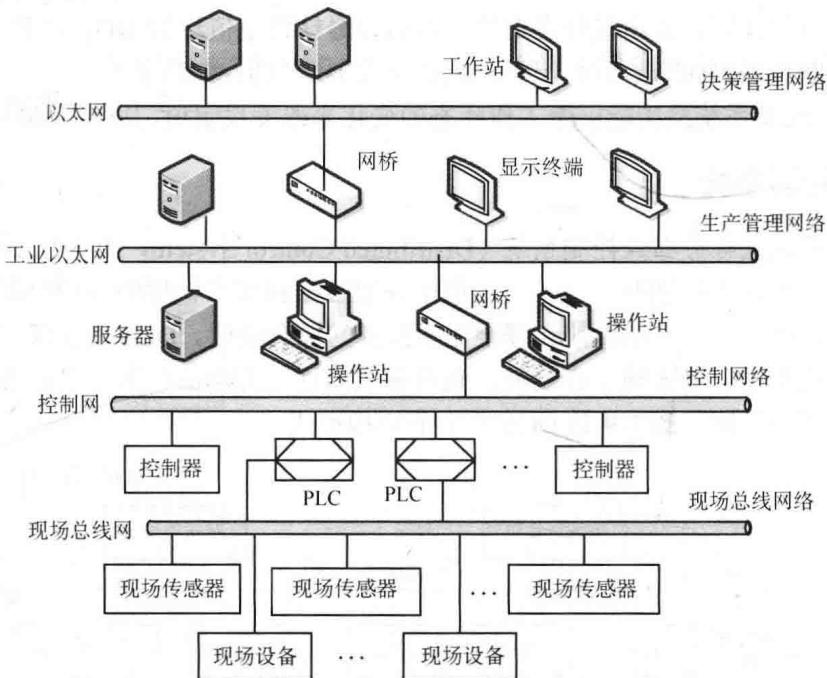 工作站
决策管理网络
以太网
网桥
显示终端
生产管理网络
工业以太网
网桥
服务器
操作站
操作站
控制网络
控制网
控制器
PLC
PLC
...
控制器
现场总线网络
现场总线网
现场传感器
现场传感器
...
现场传感器
现场设备
...
现场设备